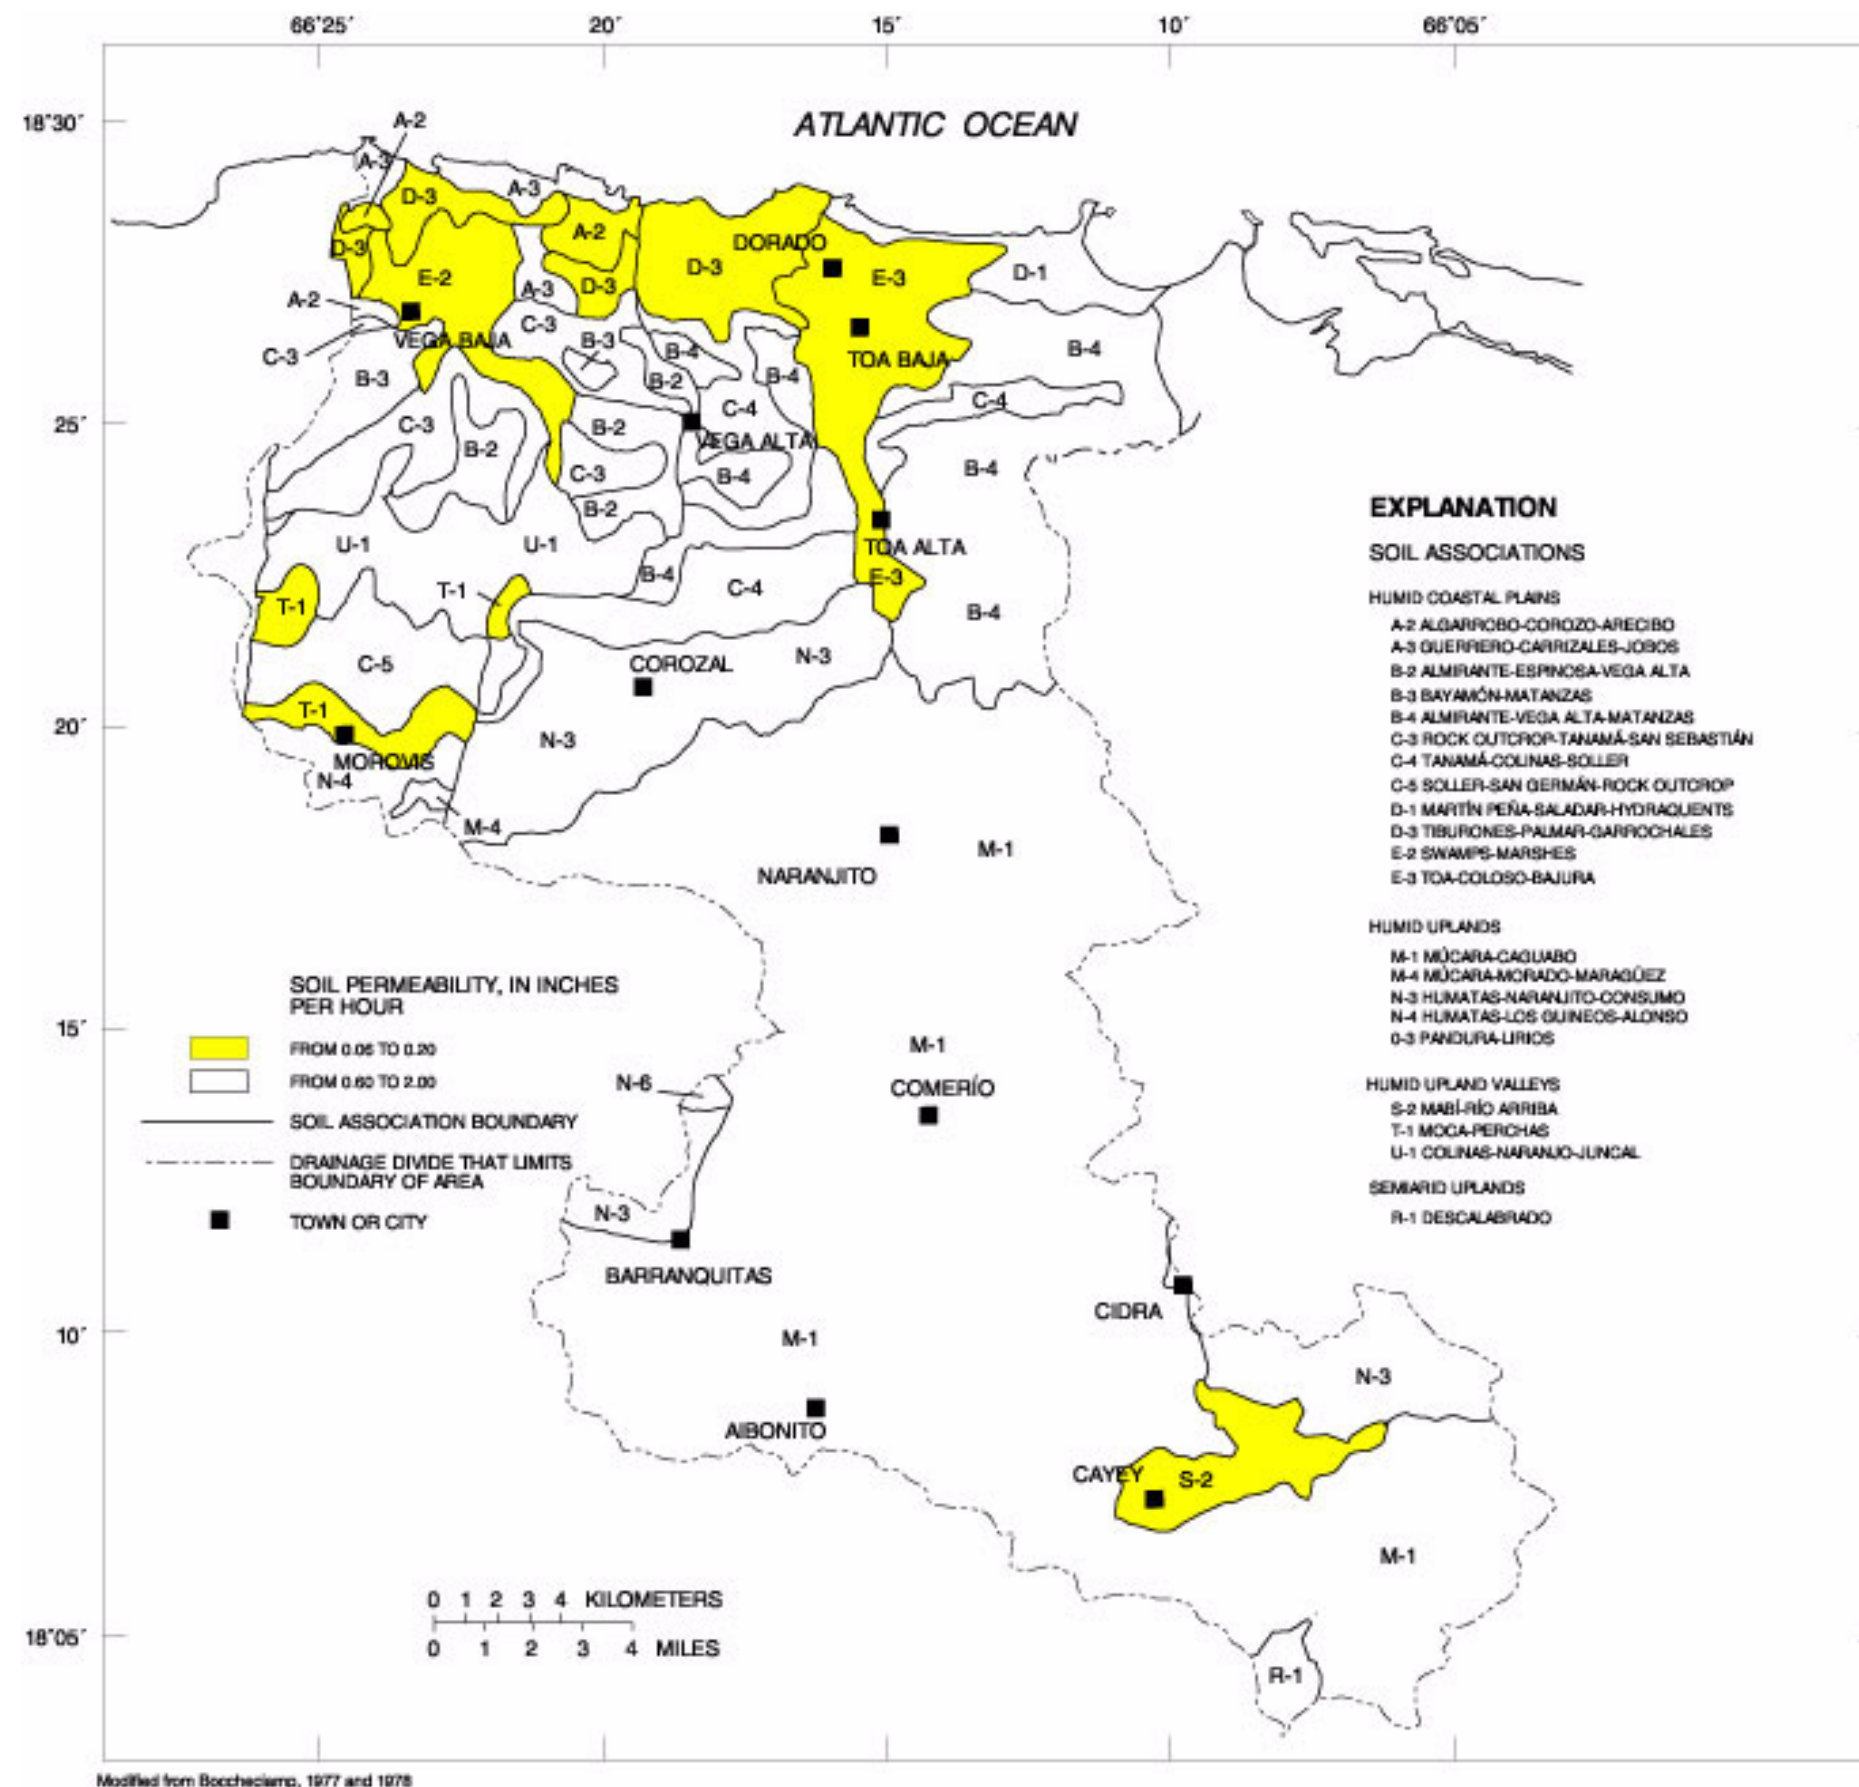 66°25´ 20´ 15´ 10´ 66°05´
18°30´
ATLANTIC OCEAN
A-2
A-3
D-3
A-3
A-2
D-3
DORADO
E-2
D-3
E-3
D-1
A-3
D-3
A-2
C-3
VEGA BAJA
B-3
B-4
TOA BAJA
B-4
C-3
B-3
B-2
B-4
C-4
C-4
25´
C-3
B-2
VEGA ALTA
B-2
C-3
B-4
B-4
B-2
U-1
U-1
TOA ALTA
B-4
C-4
E-3
T-1
T-1
B-4
C-5
COROZAL
N-3
20´
T-1
N-3
MOROVIS
N-4
M-4
NARANJITO
M-1
15´
M-1
COMERÍO
N-6
N-3
BARRANQUITAS
CIDRA
10´
M-1
N-3
AIBONITO
CAYEY
S-2
M-1
18°05´
R-1
EXPLANATION
SOIL ASSOCIATIONS
HUMID COASTAL PLAINS
A-2 ALGARROBO-COROZO-ARECIBO
A-3 GUERRERO-CARRIZALES-JOBOS
B-2 ALMIRANTE-ESPINOSA-VEGA ALTA
B-3 BAYAMÓN-MATANZAS
B-4 ALMIRANTE-VEGA ALTA-MATANZAS
C-3 ROCK OUTCROP-TANAMÁ-SAN SEBASTIÁN
C-4 TANAMÁ-COLINAS-SOLLER
C-5 SOLLER-SAN GERMÁN-ROCK OUTCROP
D-1 MARTÍN PEÑA-SALADAR-HYDRAQUENTS
D-3 TIBURONES-PALMAR-GARROCHALES
E-2 SWAMPS-MARSHES
E-3 TOA-COLOSO-BAJURA
HUMID UPLANDS
M-1 MÚCARA-CAGUABO
M-4 MÚCARA-MORADO-MARAGÜEZ
N-3 HUMATAS-NARANJITO-CONSUMO
N-4 HUMATAS-LOS GUINEOS-ALONSO
0-3 PANDURA-LIRIOS
HUMID UPLAND VALLEYS
S-2 MABÍ-RÍO ARRIBA
T-1 MOCA-PERCHAS
U-1 COLINAS-NARANJO-JUNCAL
SEMIARID UPLANDS
R-1 DESCALABRADO
SOIL PERMEABILITY, IN INCHES
PER HOUR
FROM 0.06 TO 0.20
FROM 0.60 TO 2.00
SOIL ASSOCIATION BOUNDARY
DRAINAGE DIVIDE THAT LIMITS
BOUNDARY OF AREA
TOWN OR CITY
0 1 2 3 4 KILOMETERS
0 1 2 3 4 MILES
Modified from Boccheciamp, 1977 and 1978